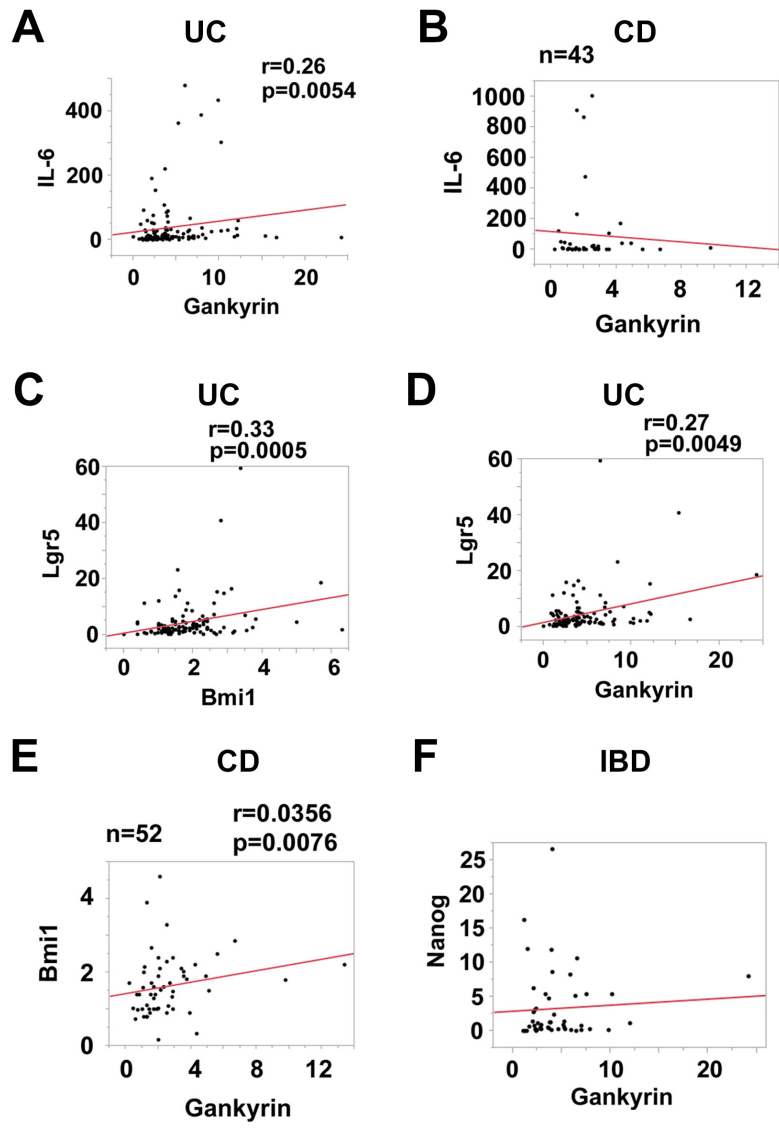 A
UC
r=0.26
p=0.0054
400
200
0
IL-6
0 10 20
Gankyrin
B
CD
n=43
1000
800
600
400
200
0
IL-6
0 4 8 12
Gankyrin
C
UC
r=0.33
p=0.0005
60
40
20
0
Lgr5
0 2 4 6
Bmi1
D
UC
r=0.27
p=0.0049
60
50
40
30
20
10
0
Lgr5
0 10 20
Gankyrin
E
CD
n=52
r=0.0356
p=0.0076
4
2
0
Bmi1
0 4 8 12
Gankyrin
F
IBD
25
20
15
10
5
0
Nanog
0 10 20
Gankyrin